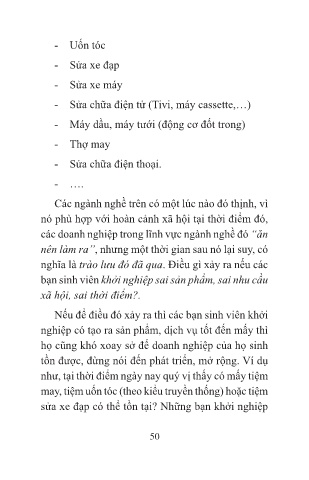 - Uốn tóc
- Sửa xe đạp
- Sửa xe máy
- Sửa chữa điện tử (Tivi, máy cassette,…)
- Máy dầu, máy tưới (động cơ đốt trong)
- Thợ may
- Sửa chữa điện thoại.
- ….
Các ngành nghề trên có một lúc nào đó thịnh, vì
nó phù hợp với hoàn cảnh xã hội tại thời điểm đó,
các doanh nghiệp trong lĩnh vực ngành nghề đó “ăn
nên làm ra”, nhưng một thời gian sau nó lại suy, có
nghĩa là trào lưu đó đã qua. Điều gì xảy ra nếu các
bạn sinh viên khởi nghiệp sai sản phẩm, sai nhu cầu
xã hội, sai thời điểm?.
Nếu để điều đó xảy ra thì các bạn sinh viên khởi
nghiệp có tạo ra sản phẩm, dịch vụ tốt đến mấy thì
họ cũng khó xoay sở để doanh nghiệp của họ sinh
tồn được, đừng nói đến phát triển, mở rộng. Ví dụ
như, tại thời điểm ngày nay quý vị thấy có mấy tiệm
may, tiệm uốn tóc (theo kiểu truyền thống) hoặc tiệm
sửa xe đạp có thể tồn tại? Những bạn khởi nghiệp
50